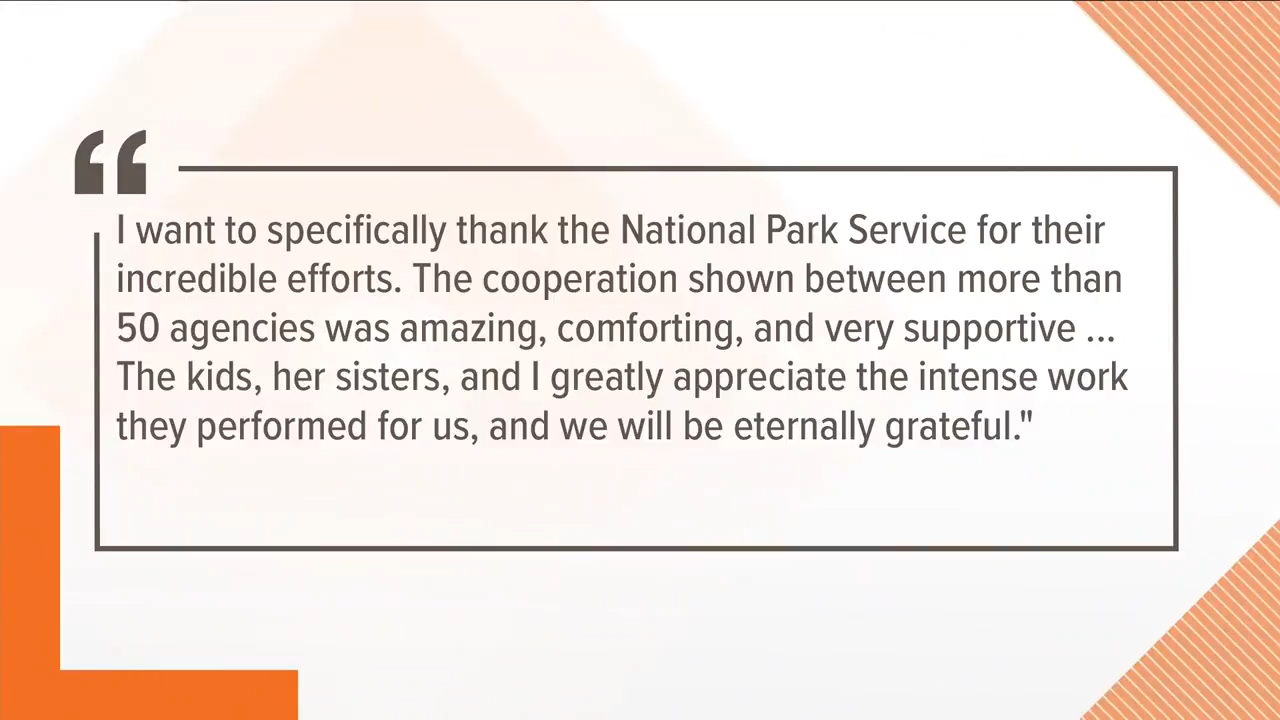 “
I want to specifically thank the National Park Service for their
incredible efforts. The cooperation shown between more than
50 agencies was amazing, comforting, and very supportive ...
The kids, her sisters, and I greatly appreciate the intense work
they performed for us, and we will be eternally grateful."